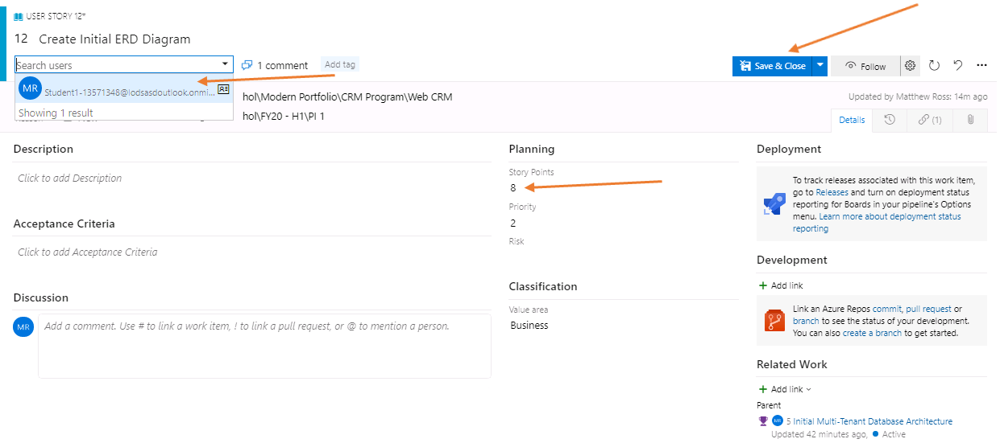 USER STORY 12*
12 Create Initial ERD Diagram
Search users
1 comment
Add tag
Save & Close
Follow
MR
Student1-13571348@lodsasdoutlook.onmi...
Showing 1 result
hol\Modern Portfolio\CRM Program\Web CRM
hol\FY20 - H1\PI 1
Updated by Matthew Ross: 14m ago
Details
(1)
Description
Click to add Description
Acceptance Criteria
Click to add Acceptance Criteria
Discussion
MR
Add a comment. Use # to link a work item, ! to link a pull request, or @ to mention a person.
Planning
Story Points
8
Priority
2
Risk
Classification
Value area
Business
Deployment
To track releases associated with this work item,
go to Releases and turn on deployment status
reporting for Boards in your pipeline's Options
menu. Learn more about deployment status
reporting
Development
Add link
Link an Azure Repos commit, pull request or
branch to see the status of your development.
You can also create a branch to get started.
Related Work
Add link
Parent
MR 5 Initial Multi-Tenant Database Architecture
Updated 42 minutes ago, Active